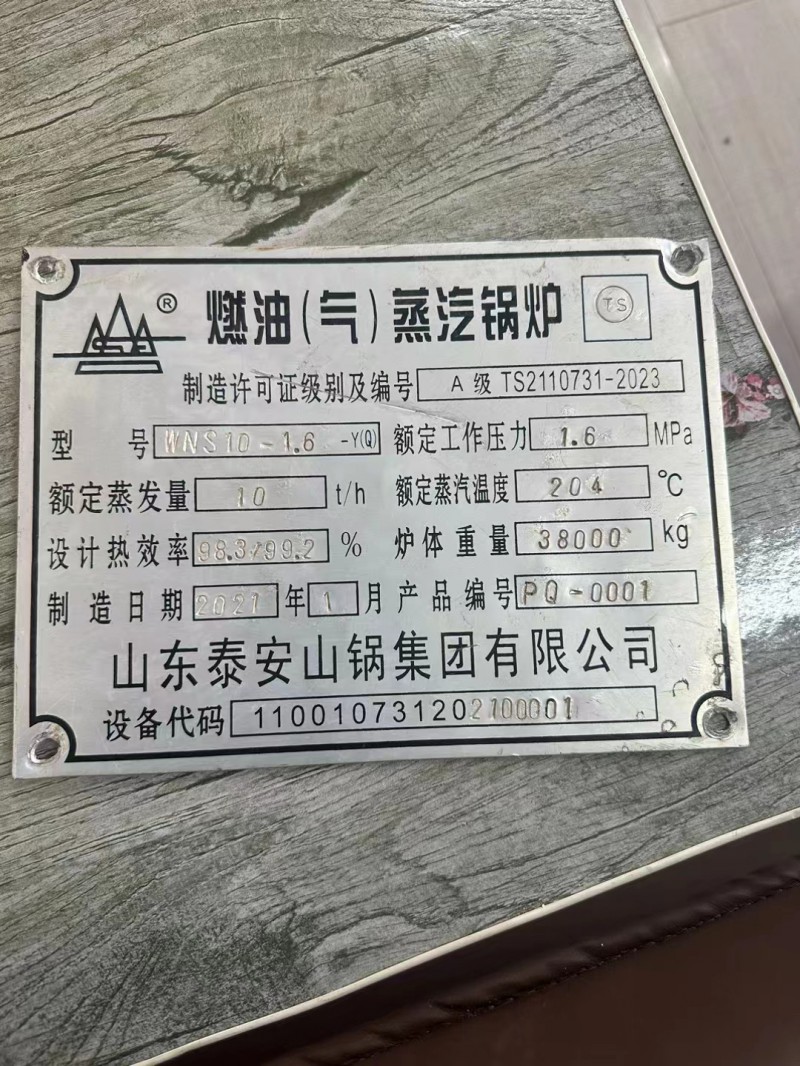 ® 燃油(气)蒸汽锅炉 TS
制造许可证级别及编号 A 级 TS2110731-2023
型 号 WNS10-1.6 -Y(Q) 额定工作压力 1.6 MPa
额定蒸发量 10 t/h 额定蒸汽温度 204 ℃
设计热效率 98.3/99.2 % 炉体重量 38000 kg
制造日期 2021 年 1 月 产品编号 PQ-0001
山东泰安山锅集团有限公司
设备代码 110010731202100001